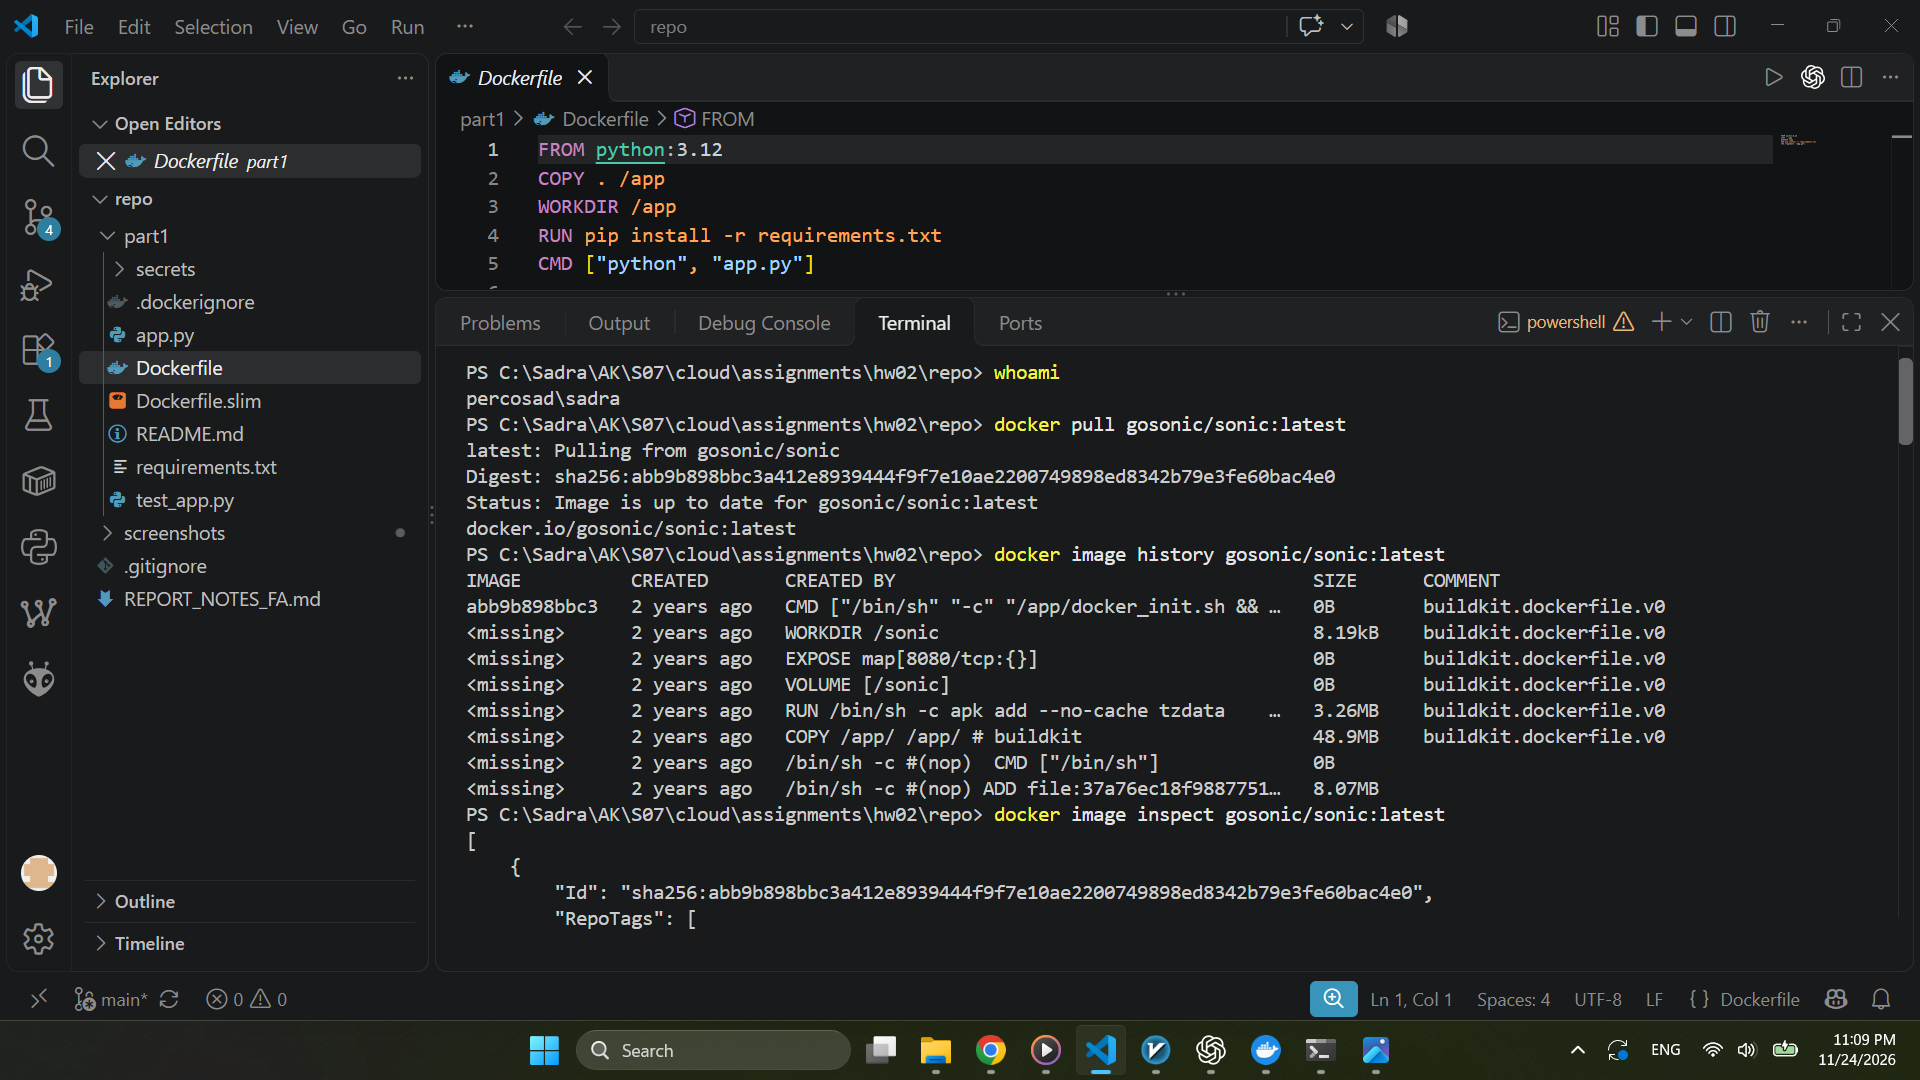 File Edit Selection View Go Run ···
repo
Explorer
Open Editors
Dockerfile part1
repo
part1
secrets
.dockerignore
app.py
Dockerfile
Dockerfile.slim
README.md
requirements.txt
test_app.py
screenshots
.gitignore
REPORT_NOTES_FA.md
Outline
Timeline
4
1
Dockerfile
part1 > Dockerfile > FROM
1 FROM python:3.12
2 COPY . /app
3 WORKDIR /app
4 RUN pip install -r requirements.txt
5 CMD ["python", "app.py"]
Problems Output Debug Console Terminal Ports
powershell
PS C:\Sadra\AK\S07\cloud\assignments\hw02\repo> whoami
percosad\sadra
PS C:\Sadra\AK\S07\cloud\assignments\hw02\repo> docker pull gosonic/sonic:latest
latest: Pulling from gosonic/sonic
Digest: sha256:abb9b898bbc3a412e8939444f9f7e10ae2200749898ed8342b79e3fe60bac4e0
Status: Image is up to date for gosonic/sonic:latest
docker.io/gosonic/sonic:latest
PS C:\Sadra\AK\S07\cloud\assignments\hw02\repo> docker image history gosonic/sonic:latest
IMAGE CREATED CREATED BY SIZE COMMENT
abb9b898bbc3 2 years ago CMD ["/bin/sh" "-c" "/app/docker_init.sh && … 0B buildkit.dockerfile.v0
<missing> 2 years ago WORKDIR /sonic 8.19kB buildkit.dockerfile.v0
<missing> 2 years ago EXPOSE map[8080/tcp:{}] 0B buildkit.dockerfile.v0
<missing> 2 years ago VOLUME [/sonic] 0B buildkit.dockerfile.v0
<missing> 2 years ago RUN /bin/sh -c apk add --no-cache tzdata … 3.26MB buildkit.dockerfile.v0
<missing> 2 years ago COPY /app/ /app/ # buildkit 48.9MB buildkit.dockerfile.v0
<missing> 2 years ago /bin/sh -c #(nop) CMD ["/bin/sh"] 0B
<missing> 2 years ago /bin/sh -c #(nop) ADD file:37a76ec18f9887751… 8.07MB
PS C:\Sadra\AK\S07\cloud\assignments\hw02\repo> docker image inspect gosonic/sonic:latest
[
{
"Id": "sha256:abb9b898bbc3a412e8939444f9f7e10ae2200749898ed8342b79e3fe60bac4e0",
"RepoTags": [
main* 0 0
Ln 1, Col 1 Spaces: 4 UTF-8 LF { } Dockerfile
Search
ENG
11:09 PM
11/24/2026